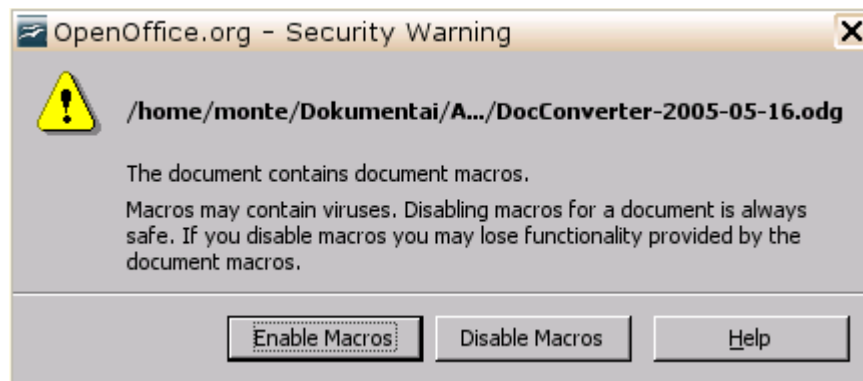 OpenOffice.org - Security Warning
/home/monte/Dokumentai/A.../DocConverter-2005-05-16.odg
The document contains document macros.
Macros may contain viruses. Disabling macros for a document is always
safe. If you disable macros you may lose functionality provided by the
document macros.
Enable Macros Disable Macros Help